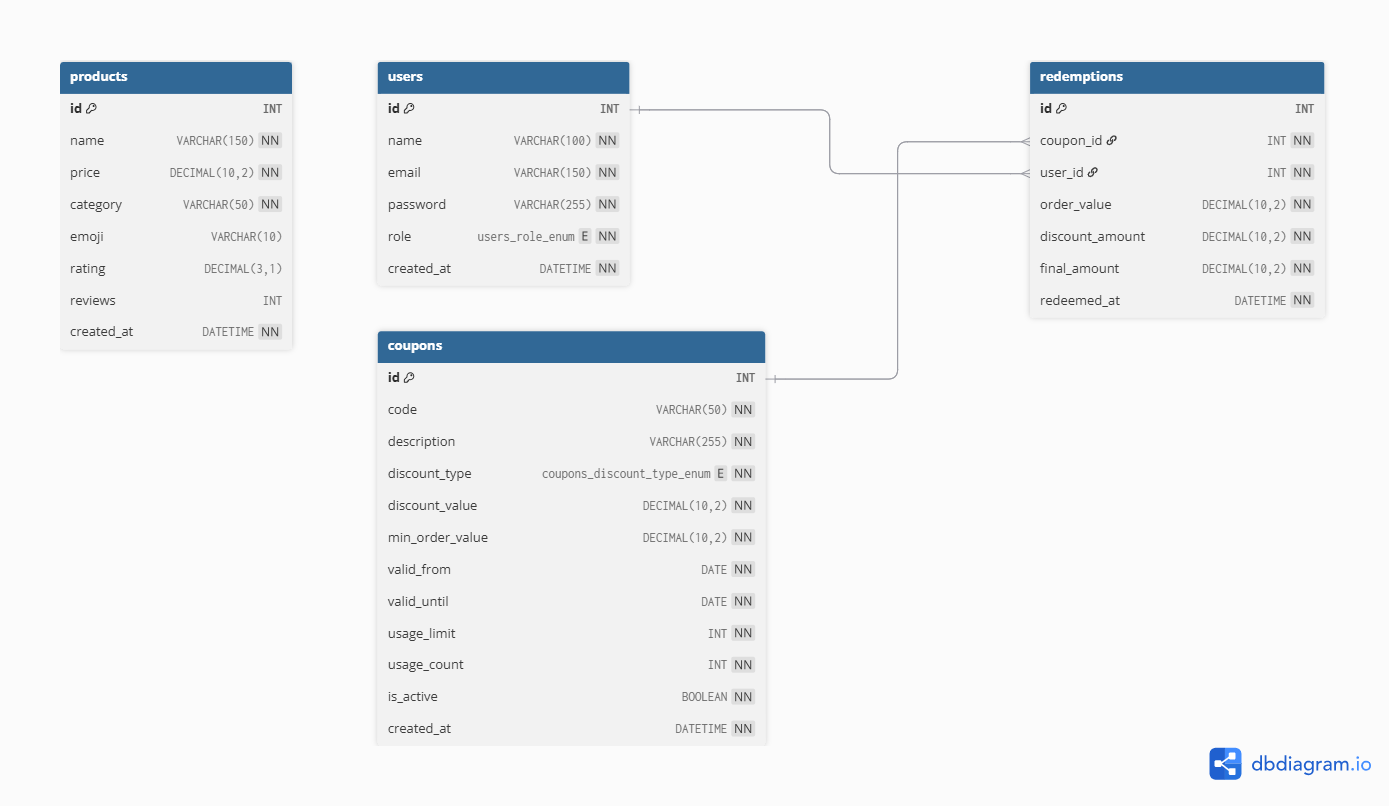 products
id INT
name VARCHAR(150) NN
price DECIMAL(10,2) NN
category VARCHAR(50) NN
emoji VARCHAR(10)
rating DECIMAL(3,1)
reviews INT
created_at DATETIME NN
users
id INT
name VARCHAR(100) NN
email VARCHAR(150) NN
password VARCHAR(255) NN
role users_role_enum E NN
created_at DATETIME NN
redemptions
id INT
coupon_id INT NN
user_id INT NN
order_value DECIMAL(10,2) NN
discount_amount DECIMAL(10,2) NN
final_amount DECIMAL(10,2) NN
redeemed_at DATETIME NN
coupons
id INT
code VARCHAR(50) NN
description VARCHAR(255) NN
discount_type coupons_discount_type_enum E NN
discount_value DECIMAL(10,2) NN
min_order_value DECIMAL(10,2) NN
valid_from DATE NN
valid_until DATE NN
usage_limit INT NN
usage_count INT NN
is_active BOOLEAN NN
created_at DATETIME NN
dbdiagram.io